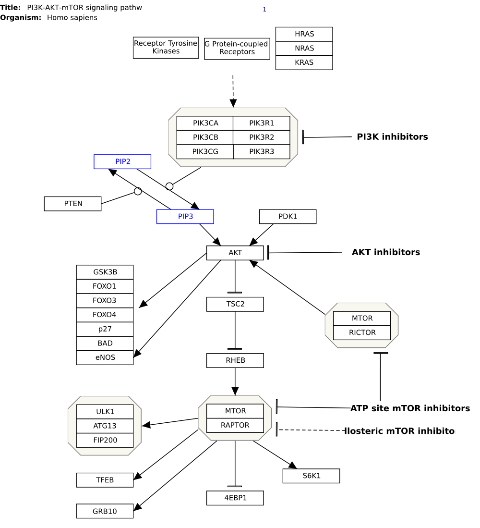 Title: PI3K-AKT-mTOR signaling pathw
1
Organism: Homo sapiens
Receptor Tyrosine
Kinases
G Protein-coupled
Receptors
HRAS
NRAS
KRAS
PIK3CA PIK3R1
PIK3CB PIK3R2
PIK3CG PIK3R3
PI3K inhibitors
PIP2
PTEN
PIP3
PDK1
AKT
AKT inhibitors
GSK3B
FOXO1
FOXO3
FOXO4
p27
BAD
eNOS
TSC2
MTOR
RICTOR
RHEB
ULK1
ATG13
FIP200
MTOR
RAPTOR
ATP site mTOR inhibitors
llosteric mTOR inhibito
TFEB
S6K1
4EBP1
GRB10